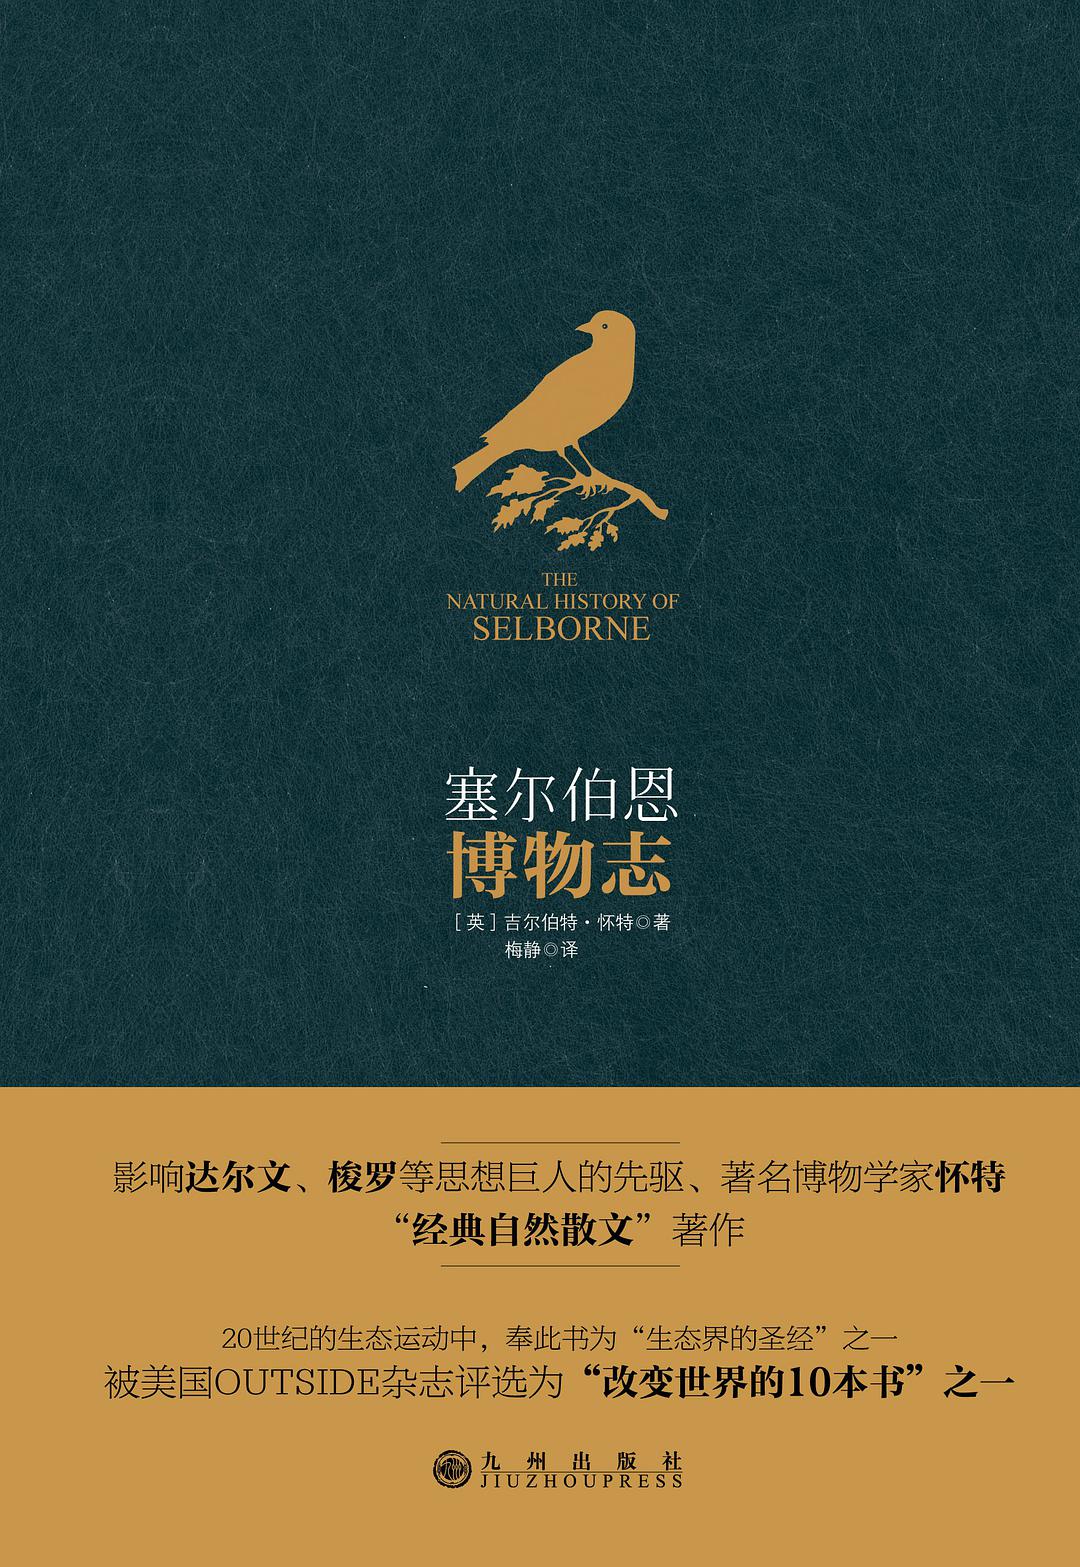 THE
NATURAL HISTORY OF
SELBORNE
塞尔伯恩
博物志
［英］吉尔伯特·怀特◎著
梅静◎译
影响达尔文、梭罗等思想巨人的先驱、著名博物学家怀特
“经典自然散文”著作
20世纪的生态运动中，奉此书为“生态界的圣经”之一
被美国OUTSIDE杂志评选为“改变世界的10本书”之一
九州出版社
JIUZHOUPRESS